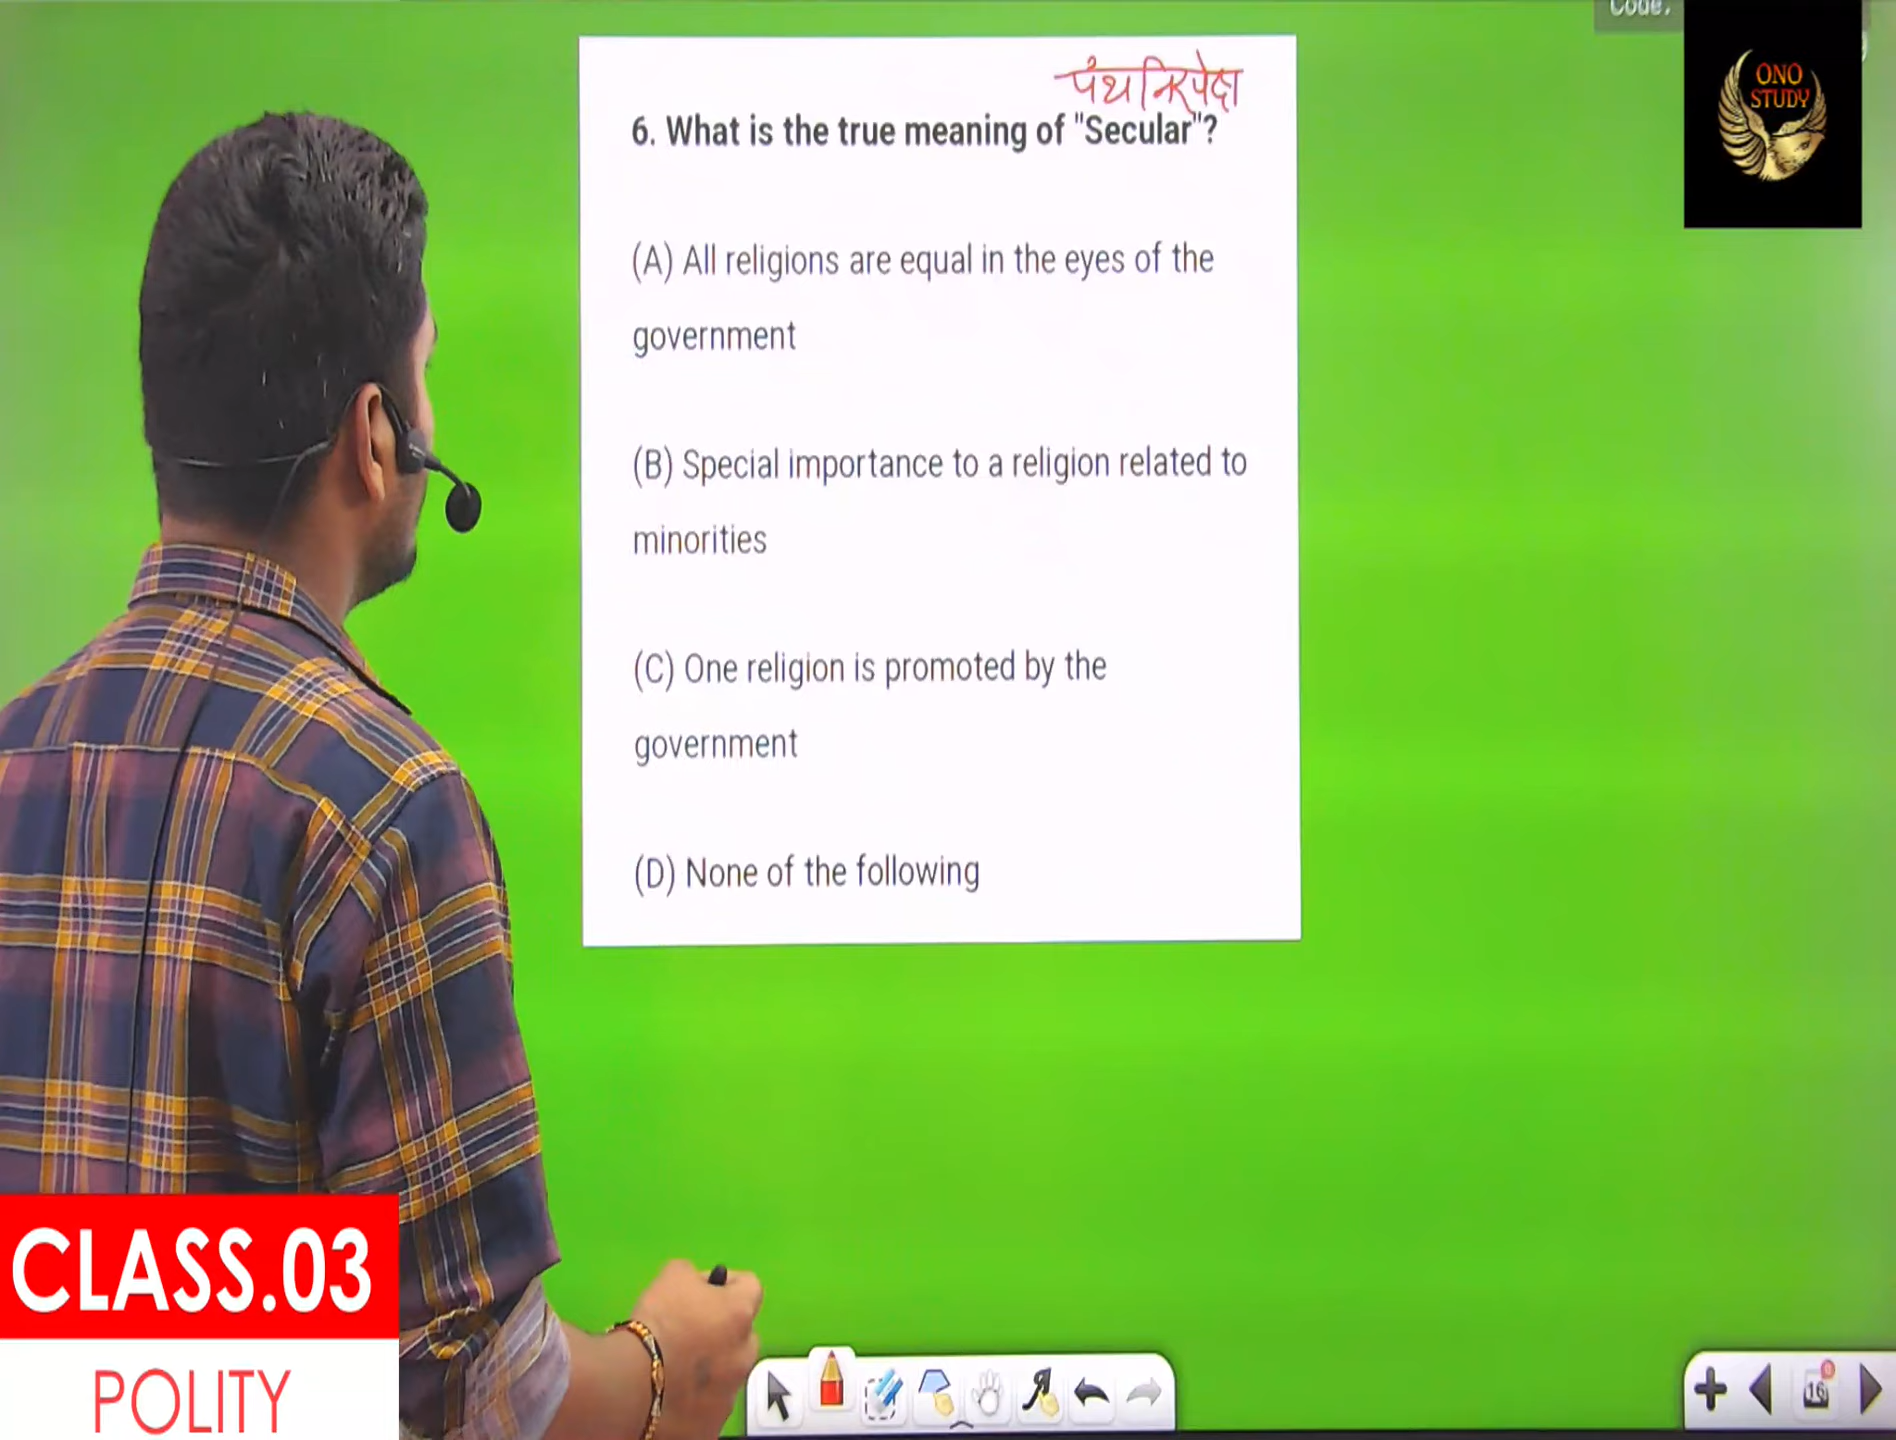 Code.
ONO
STUDY
पंथ निरपेक्ष
6. What is the true meaning of "Secular"?
(A) All religions are equal in the eyes of the
government
(B) Special importance to a religion related to
minorities
(C) One religion is promoted by the
government
(D) None of the following
CLASS.03
POLITY
16